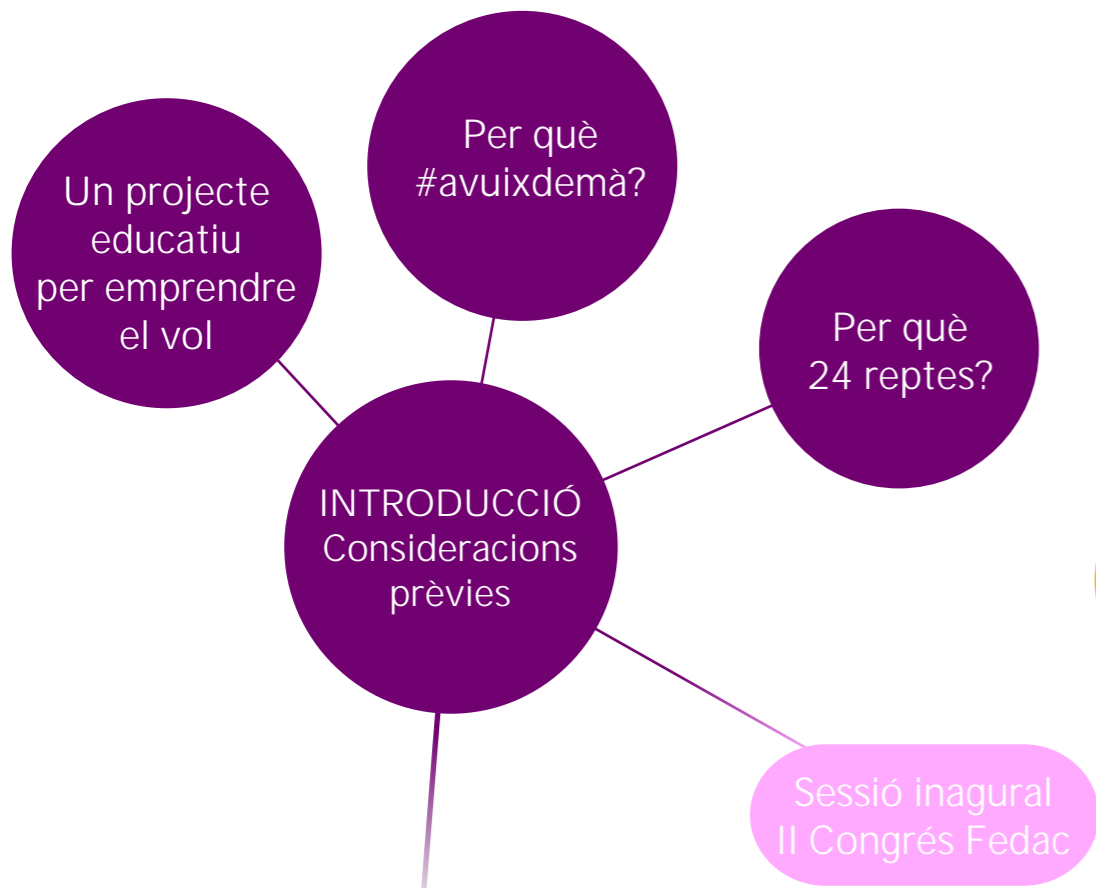 Per què
#avuixdemà?
Un projecte
educatiu
per emprendre
el vol
Per què
24 reptes?
INTRODUCCIÓ
Consideracions
prèvies
Sessió inagural
II Congrés Fedac